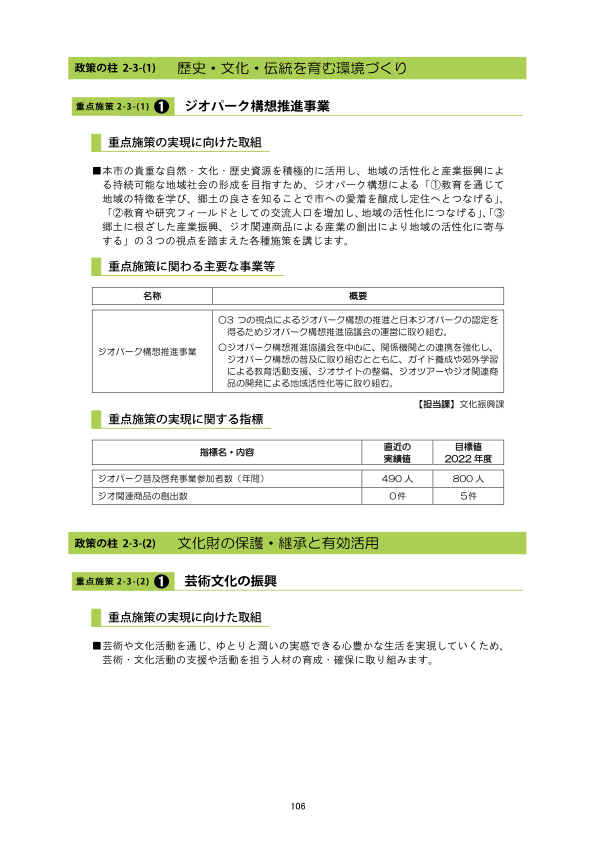 政策の柱 2-3-(1) 歴史・文化・伝統を育む環境づくり
重点施策 2-3-(1) ❶ ジオパーク構想推進事業
重点施策の実現に向けた取組
■本市の貴重な自然・文化・歴史資源を積極的に活用し、地域の活性化と産業振興によ
る持続可能な地域社会の形成を目指すため、ジオパーク構想による「①教育を通じて
地域の特徴を学び、郷土の良さを知ることで市への愛着を醸成し定住へとつなげる」、
「②教育や研究フィールドとしての交流人口を増加し、地域の活性化につなげる」、「③
郷土に根ざした産業振興、ジオ関連商品による産業の創出により地域の活性化に寄与
する」の３つの視点を踏まえた各種施策を講じます。
重点施策に関わる主要な事業等
名称 概要
ジオパーク構想推進事業
○3 つの視点によるジオパーク構想の推進と日本ジオパークの認定を
得るためジオパーク構想推進協議会の運営に取り組む。
○ジオパーク構想推進協議会を中心に、関係機関との連携を強化し、
ジオパーク構想の普及に取り組むとともに、ガイド養成や郊外学習
による教育活動支援、ジオサイトの整備、ジオツアーやジオ関連商
品の開発による地域活性化等に取り組む。
【担当課】文化振興課
重点施策の実現に関する指標
指標名・内容 直近の実績値 目標値2022 年度
ジオパーク普及啓発事業参加者数（年間） 490 人 800 人
ジオ関連商品の創出数 0 件 5 件
政策の柱 2-3-(2) 文化財の保護・継承と有効活用
重点施策 2-3-(2) ❶ 芸術文化の振興
重点施策の実現に向けた取組
■芸術や文化活動を通じ、ゆとりと潤いの実感できる心豊かな生活を実現していくため、
芸術・文化活動の支援や活動を担う人材の育成・確保に取り組みます。
106